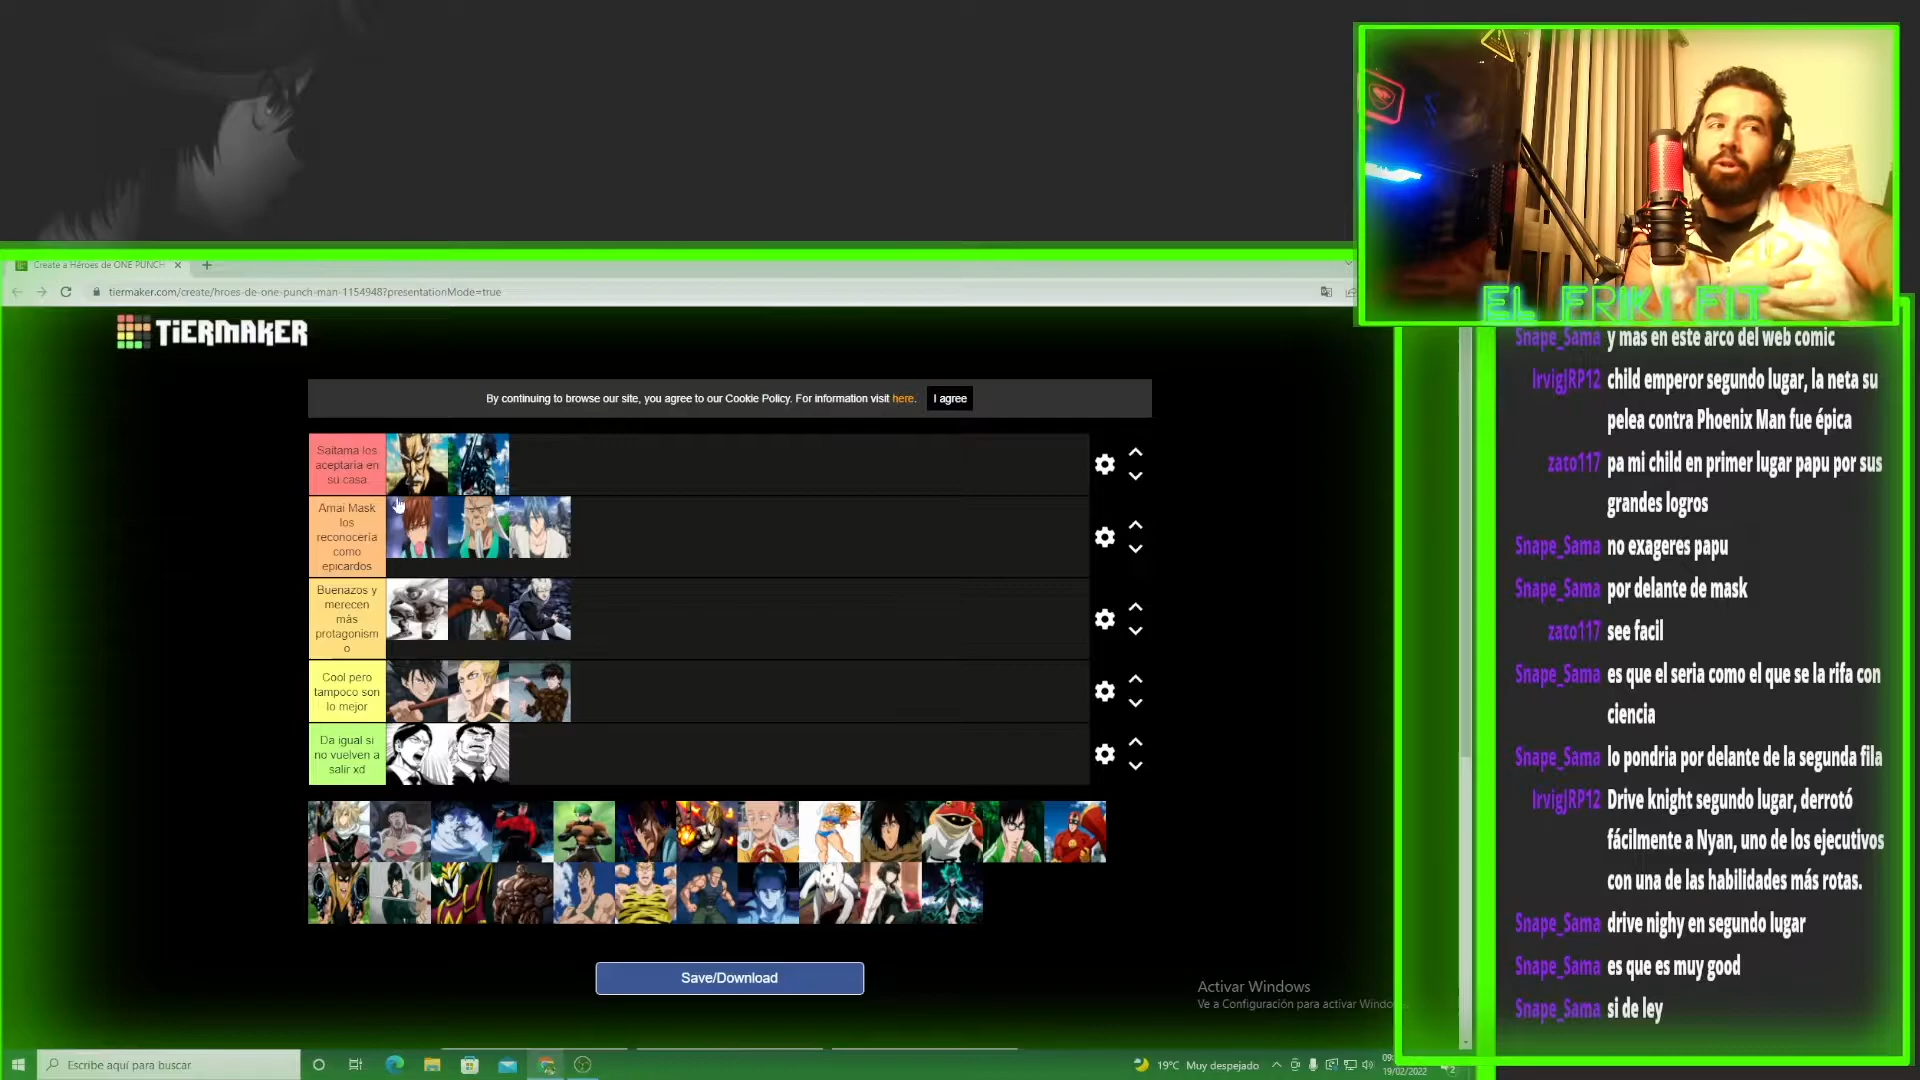 Create a Héroes de ONE PUNCH
tiermaker.com/create/hroes-de-one-punch-man-1154948?presentationMode=true
TiERMAKER
By continuing to browse our site, you agree to our Cookie Policy. For information visit here. I agree
Saitama los
aceptaria en
su casa.
Amai Mask
los
reconocería
como
epicardos
Buenazos y
merecen
más
protagonism
o
Cool pero
tampoco son
lo mejor
Da igual si
no vuelven a
salir xd
Save/Download
Activar Windows
Ve a Configuración para activar Windo
EL FRIKI FIT
Snape_Sama y mas en este arco del web comic
IrvigJRP12 child emperor segundo lugar, la neta su
pelea contra Phoenix Man fue épica
zato117 pa mi child en primer lugar papu por sus
grandes logros
Snape_Sama no exageres papu
Snape_Sama por delante de mask
zato117 see facil
Snape_Sama es que el seria como el que se la rifa con
ciencia
Snape_Sama lo pondria por delante de la segunda fila
IrvigJRP12 Drive knight segundo lugar, derrotó
fácilmente a Nyan, uno de los ejecutivos
con una de las habilidades más rotas.
Snape_Sama drive nighy en segundo lugar
Snape_Sama es que es muy good
Snape_Sama si de ley
Escribe aquí para buscar
19°C Muy despejado
09:
19/02/2022
2